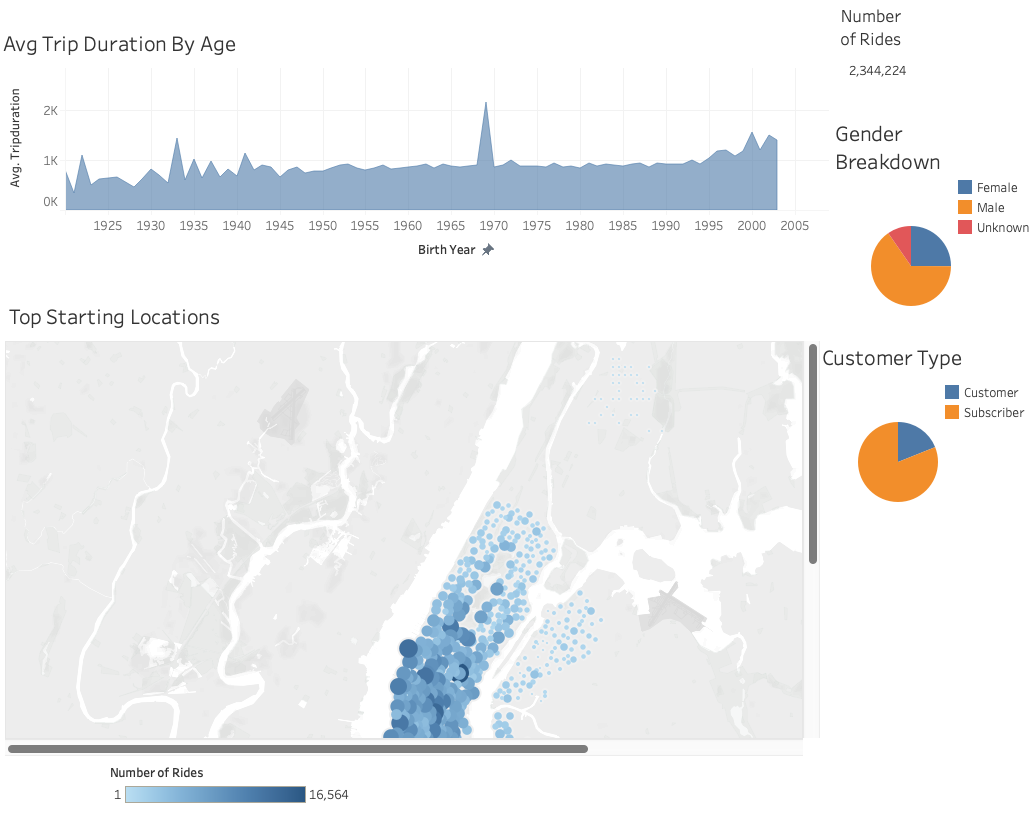 Number
of Rides
2,344,224
Avg Trip Duration By Age
Avg. Tripduration
2K
1K
0K
1925 1930 1935 1940 1945 1950 1955 1960 1965 1970 1975 1980 1985 1990 1995 2000 2005
Birth Year
Gender
Breakdown
Female
Male
Unknown
Top Starting Locations
Customer Type
Customer
Subscriber
Number of Rides
1 16,564